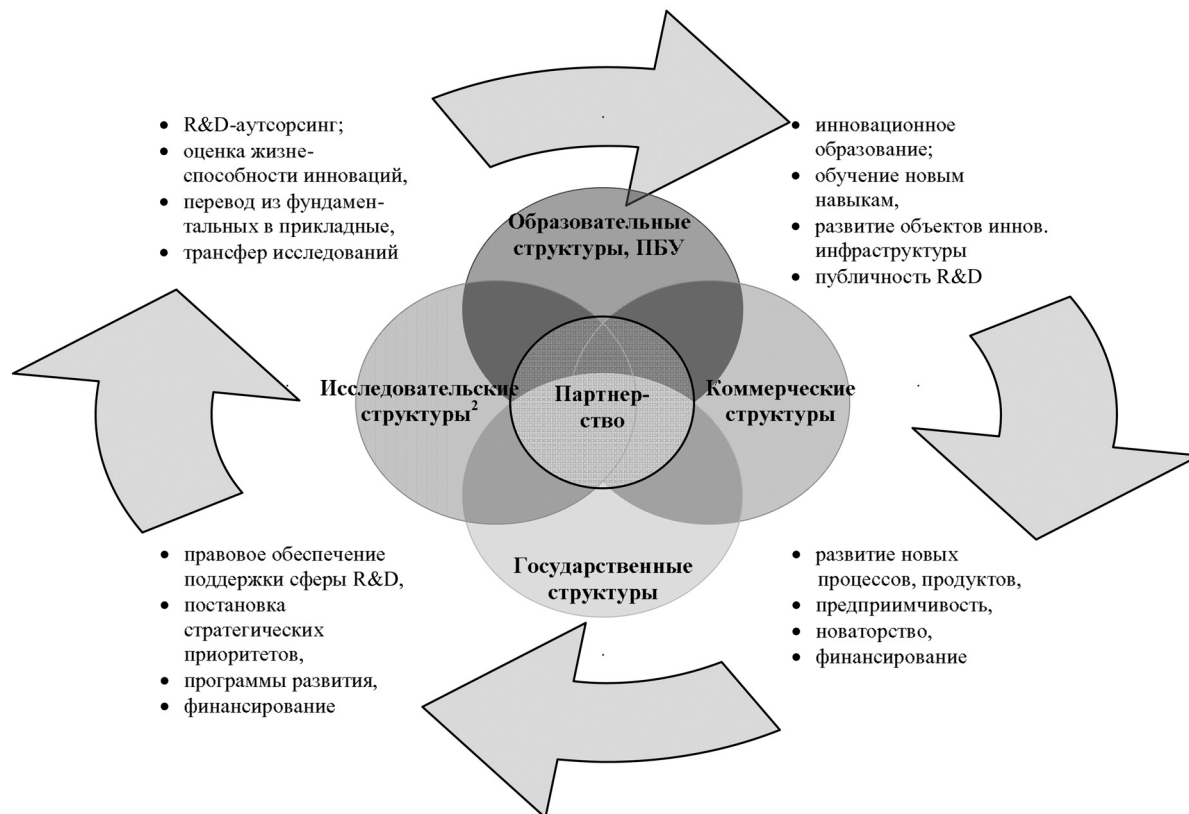 • R&D-аутсорсинг;
• оценка жизне-
способности инноваций,
• перевод из фундамен-
тальных в прикладные,
• трансфер исследований
• инновационное
образование;
• обучение новым
навыкам,
• развитие объектов иннов.
инфраструктуры
• публичность R&D
Образовательные
структуры, ПБУ
Исследовательские
структуры²
Партнер-
ство
Коммерческие
структуры
Государственные
структуры
• правовое обеспечение
поддержки сферы R&D,
• постановка
стратегических
приоритетов,
• программы развития,
• финансирование
• развитие новых
процессов, продуктов,
• предприимчивость,
• новаторство,
• финансирование